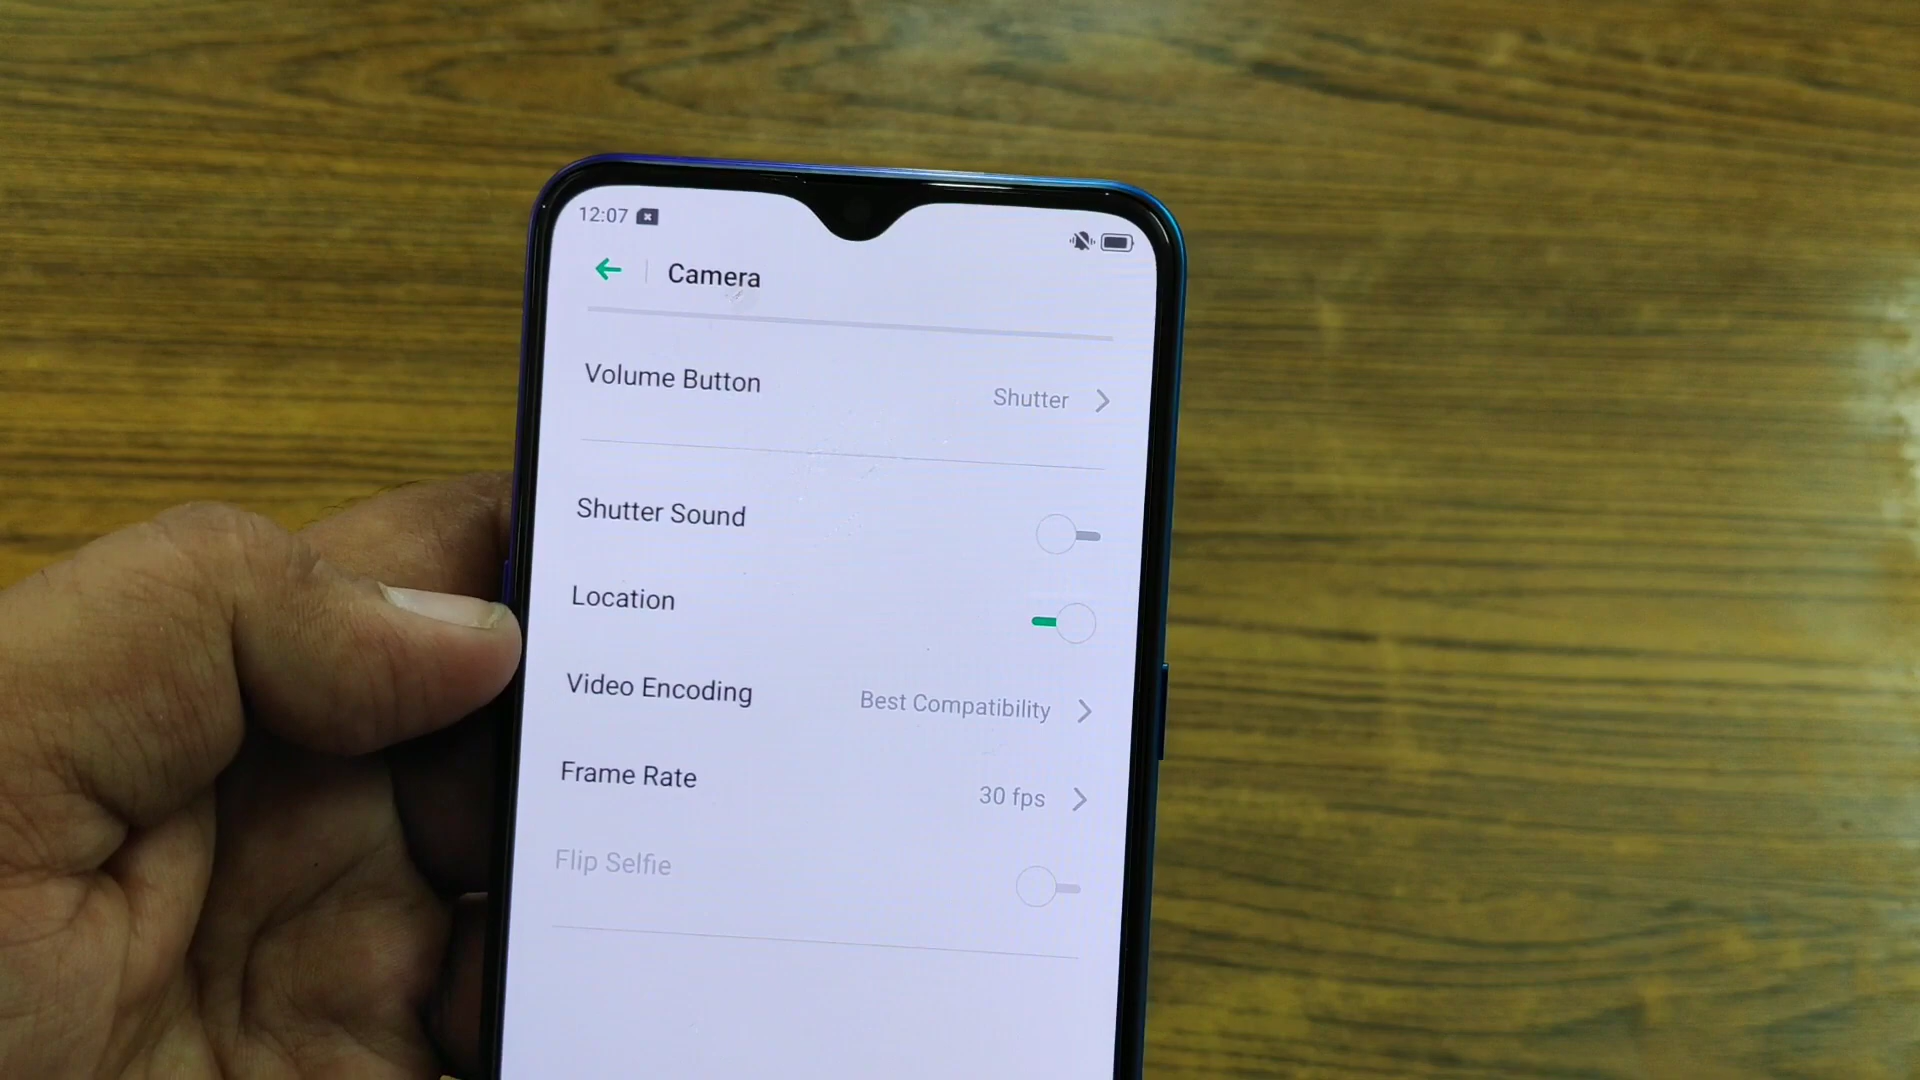 12:07
Camera
Volume Button Shutter
Shutter Sound
Location
Video Encoding Best Compatibility
Frame Rate 30 fps
Flip Selfie